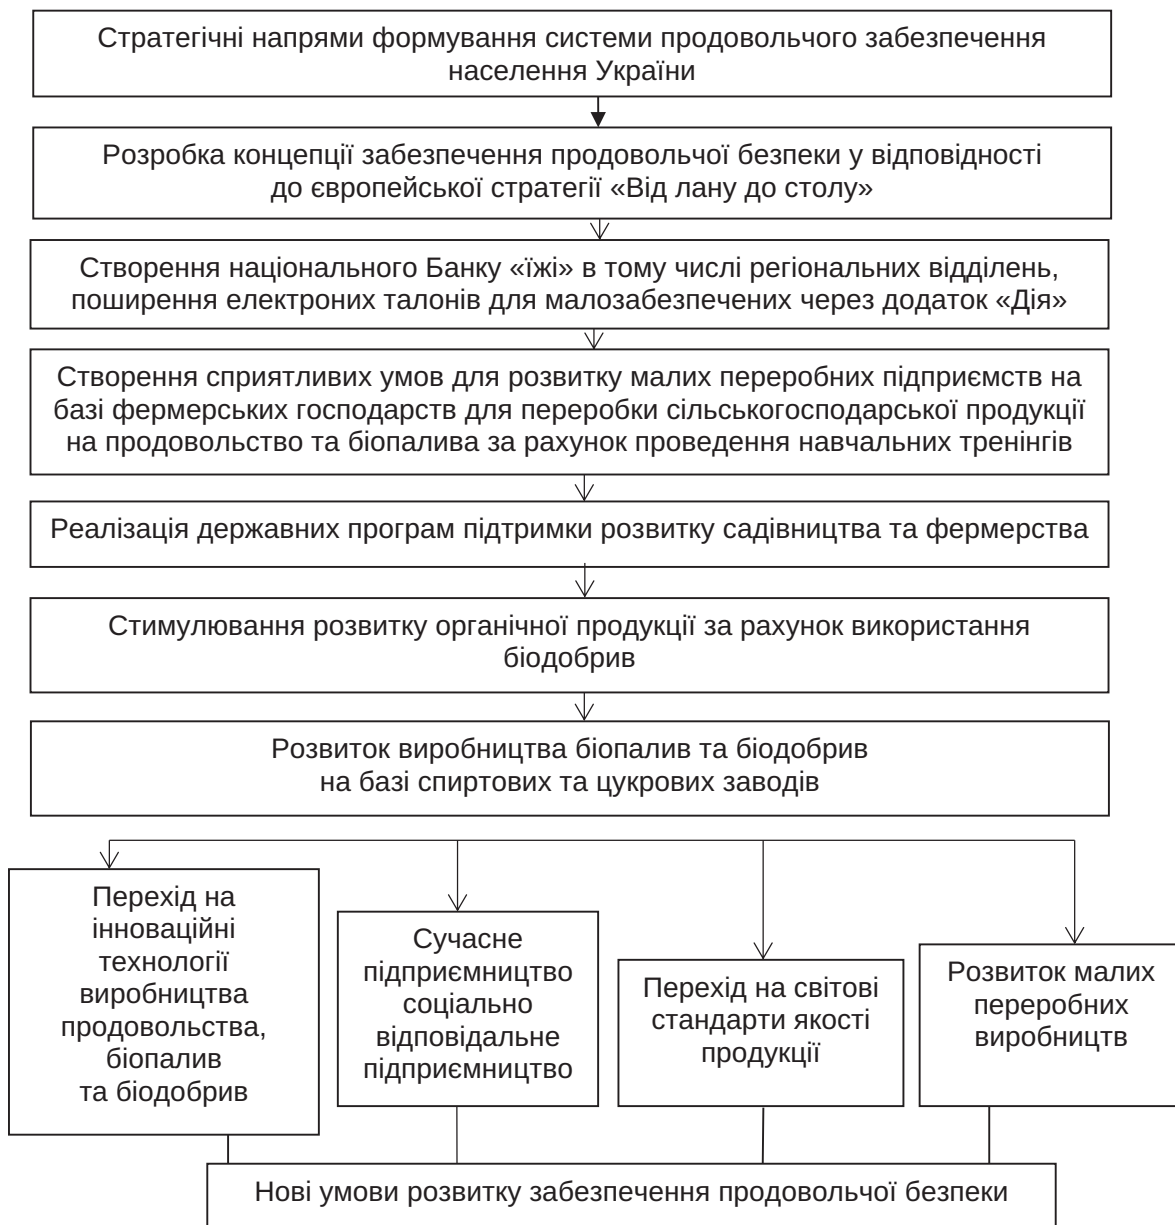 Стратегічні напрями формування системи продовольчого забезпечення
населення України
Розробка концепції забезпечення продовольчої безпеки у відповідності
до європейської стратегії «Від лану до столу»
Створення національного Банку «їжі» в тому числі регіональних відділень,
поширення електроних талонів для малозабезпечених через додаток «Дія»
Створення сприятливих умов для розвитку малих переробних підприємств на
базі фермерських господарств для переробки сільськогосподарської продукції
на продовольство та біопалива за рахунок проведення навчальних тренінгів
Реалізація державних програм підтримки розвитку садівництва та фермерства
Стимулювання розвитку органічної продукції за рахунок використання
біодобрив
Розвиток виробництва біопалив та біодобрив
на базі спиртових та цукрових заводів
Перехід на
інноваційні
технології
виробництва
продовольства,
біопалив
та біодобрив
Сучасне
підприємництво
соціально
відповідальне
підприємництво
Перехід на світові
стандарти якості
продукції
Розвиток малих
переробних
виробництв
Нові умови розвитку забезпечення продовольчої безпеки